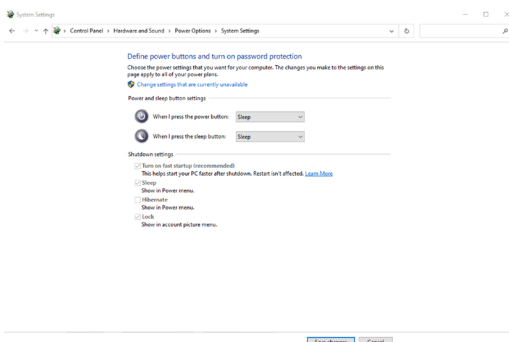 System Settings
Control Panel > Hardware and Sound > Power Options > System Settings
Define power buttons and turn on password protection
Choose the power settings that you want for your computer. The changes you make to the settings on this
page apply to all of your power plans.
Change settings that are currently unavailable
Power and sleep button settings
When I press the power button: Sleep
When I press the sleep button: Sleep
Shutdown settings
Turn on fast startup (recommended)
This helps start your PC faster after shutdown. Restart isn't affected. Learn More
Sleep
Show in Power menu.
Hibernate
Show in Power menu.
Lock
Show in account picture menu.
Save changes Cancel